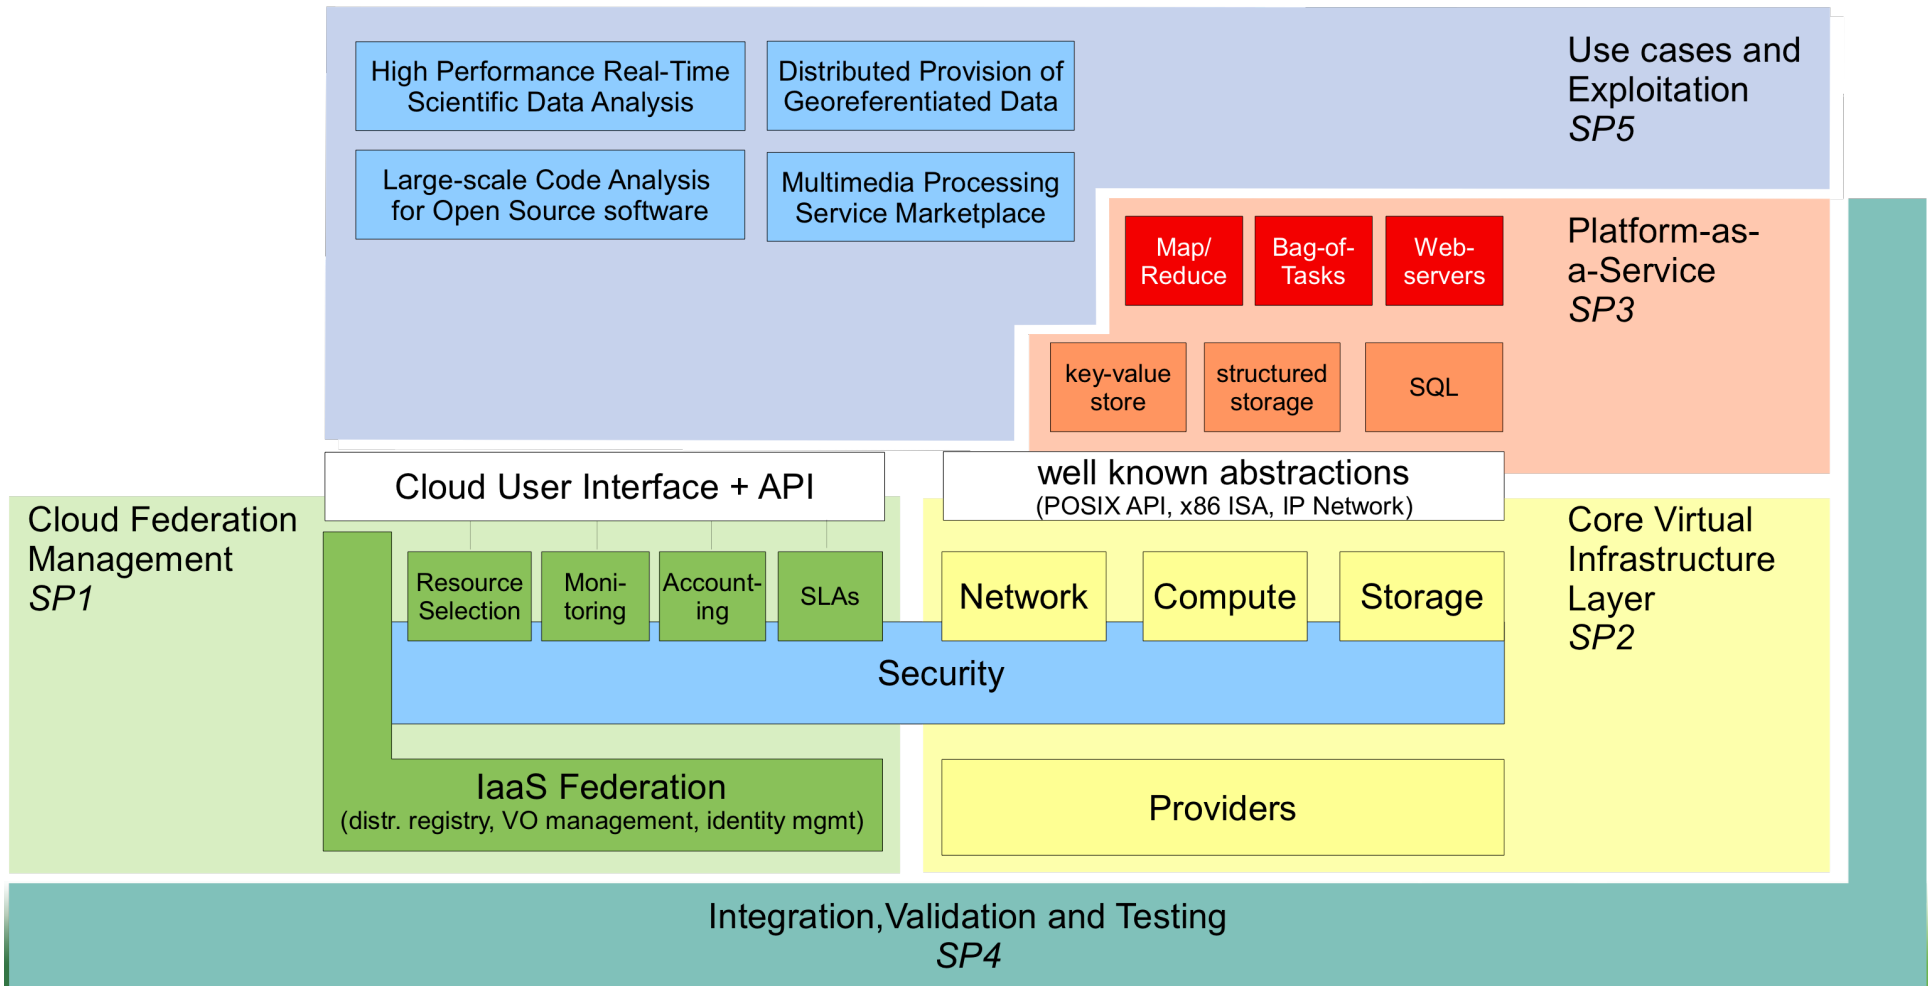 High Performance Real-Time
Scientific Data Analysis
Distributed Provision of
Georeferentiated Data
Large-scale Code Analysis
for Open Source software
Multimedia Processing
Service Marketplace
Use cases and
Exploitation
SP5
Map/
Reduce
Bag-of-
Tasks
Web-
servers
Platform-as-
a-Service
SP3
key-value
store
structured
storage
SQL
Cloud User Interface + API
well known abstractions
(POSIX API, x86 ISA, IP Network)
Cloud Federation
Management
SP1
Resource
Selection
Moni-
toring
Account-
ing
SLAs
Network
Compute
Storage
Core Virtual
Infrastructure
Layer
SP2
Security
IaaS Federation
(distr. registry, VO management, identity mgmt)
Providers
Integration,Validation and Testing
SP4